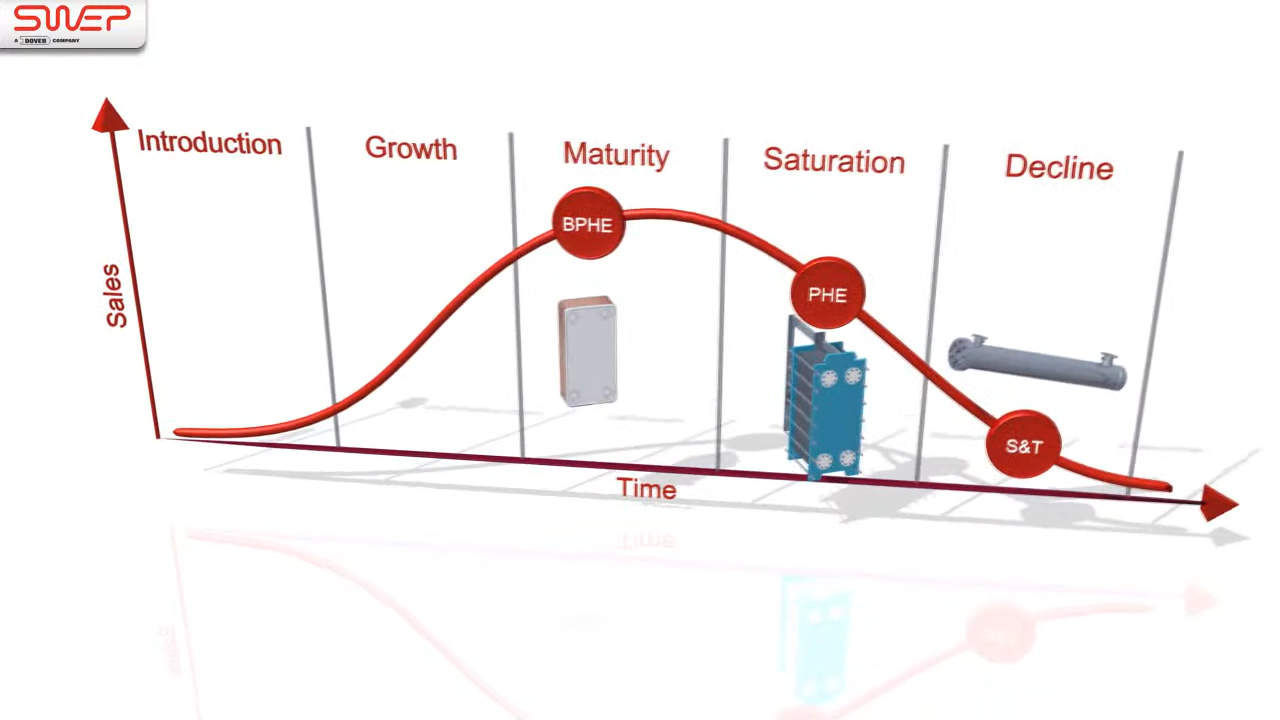 SWEP
A DOVER COMPANY
Introduction
Growth
Maturity
Saturation
Decline
BPHE
PHE
S&T
Sales
Time